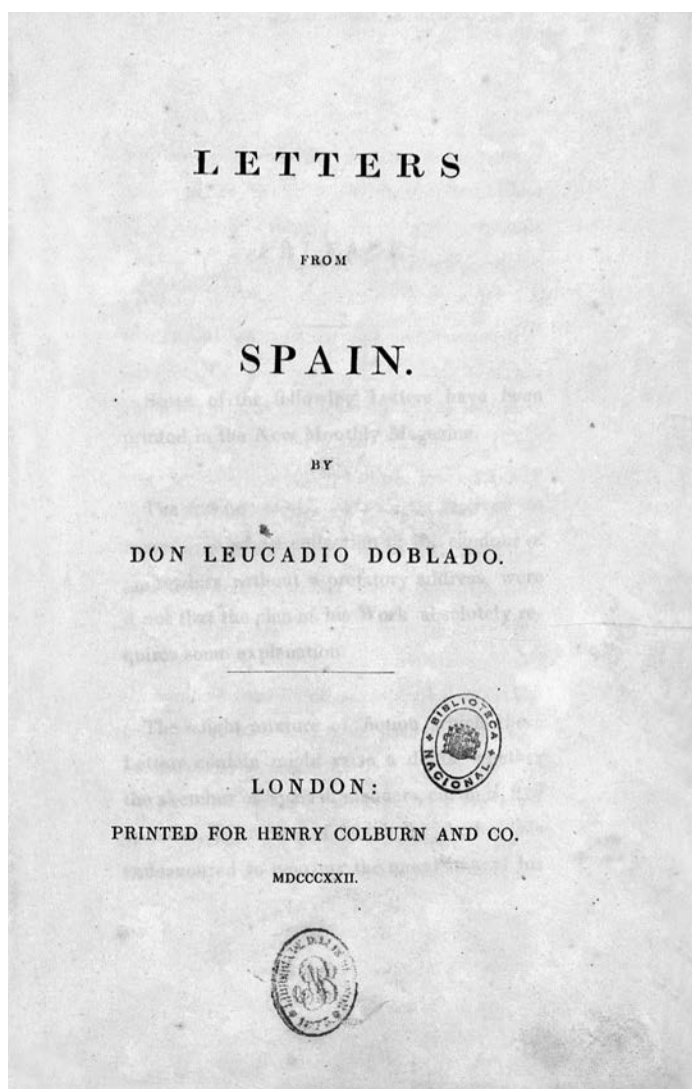 LETTERS
FROM
SPAIN.
BY
DON LEUCADIO DOBLADO.
LONDON:
PRINTED FOR HENRY COLBURN AND CO.
MDCCCXXII.
BIBLIOTECA
NACIONAL